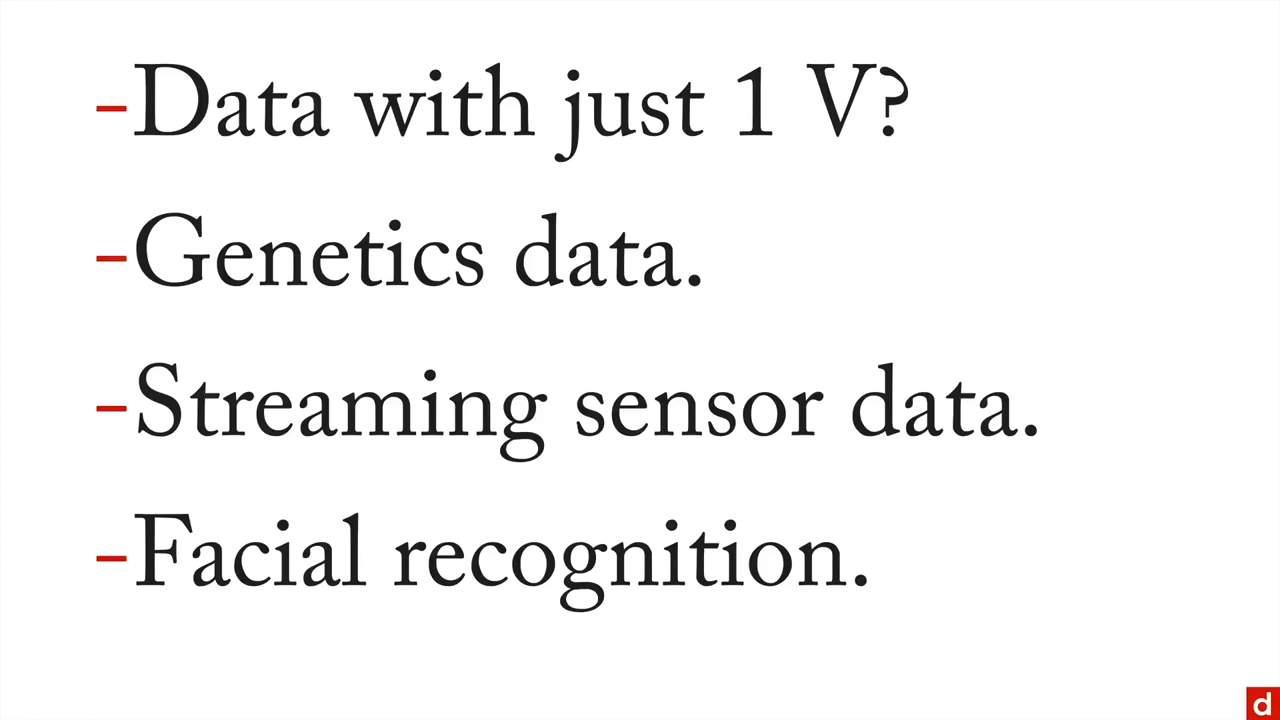 -Data with just 1 V?
-Genetics data.
-Streaming sensor data.
-Facial recognition.
d